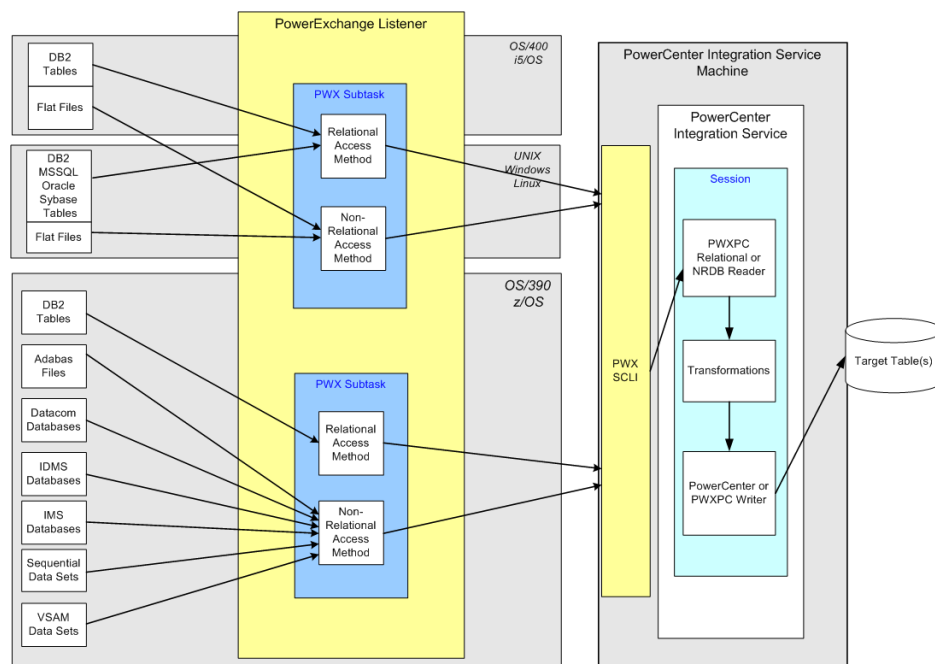 PowerExchange Listener
OS/400
i5/OS
DB2
Tables
Flat Files
PWX Subtask
Relational
Access
Method
UNIX
Windows
Linux
DB2
MSSQL
Oracle
Sybase
Tables
Flat Files
Non-
Relational
Access
Method
OS/390
z/OS
DB2
Tables
Adabas
Files
Datacom
Databases
IDMS
Databases
IMS
Databases
Sequential
Data Sets
VSAM
Data Sets
PWX Subtask
Relational
Access
Method
Non-
Relational
Access
Method
PowerCenter Integration Service
Machine
PWX
SCLI
PowerCenter
Integration Service
Session
PWXPC
Relational or
NRDB Reader
Transformations
PowerCenter or
PWXPC Writer
Target Table(s)